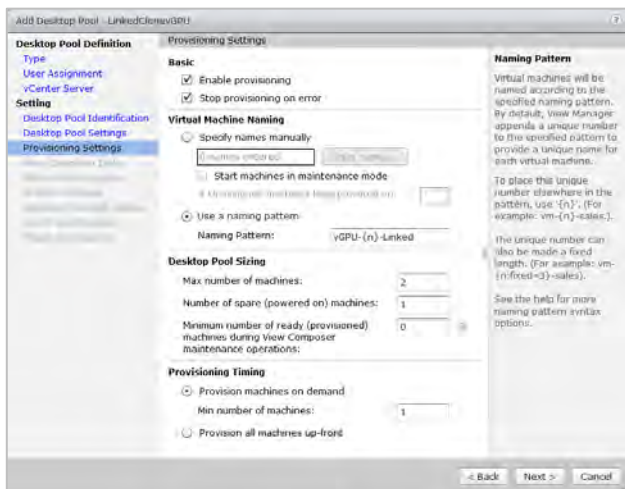 Add Desktop Pool - LinkedClonevGPU
Desktop Pool Definition
Type
User Assignment
vCenter Server
Setting
Desktop Pool Identification
Desktop Pool Settings
Provisioning Settings
Provisioning Settings
Basic
Enable provisioning
Stop provisioning on error
Virtual Machine Naming
Specify names manually
0 names entered
Start machines in maintenance mode
Use a naming pattern
Naming Pattern: vGPU-{n}-Linked
Desktop Pool Sizing
Max number of machines: 2
Number of spare (powered on) machines: 1
Minimum number of ready (provisioned) 0
machines during View Composer
maintenance operations:
Provisioning Timing
Provision machines on demand
Min number of machines: 1
Provision all machines up-front
Naming Pattern
Virtual machines will be
named according to the
specified naming pattern.
By default, View Manager
appends a unique number
to the specified pattern to
provide a unique name for
each virtual machine.
To place this unique
number elsewhere in the
pattern, use '{n}'. (For
example: vm-{n}-sales.).
The unique number can
also be made a fixed
length. (For example: vm-
{n:fixed=3}-sales).
See the help for more
naming pattern syntax
options.
< Back
Next >
Cancel